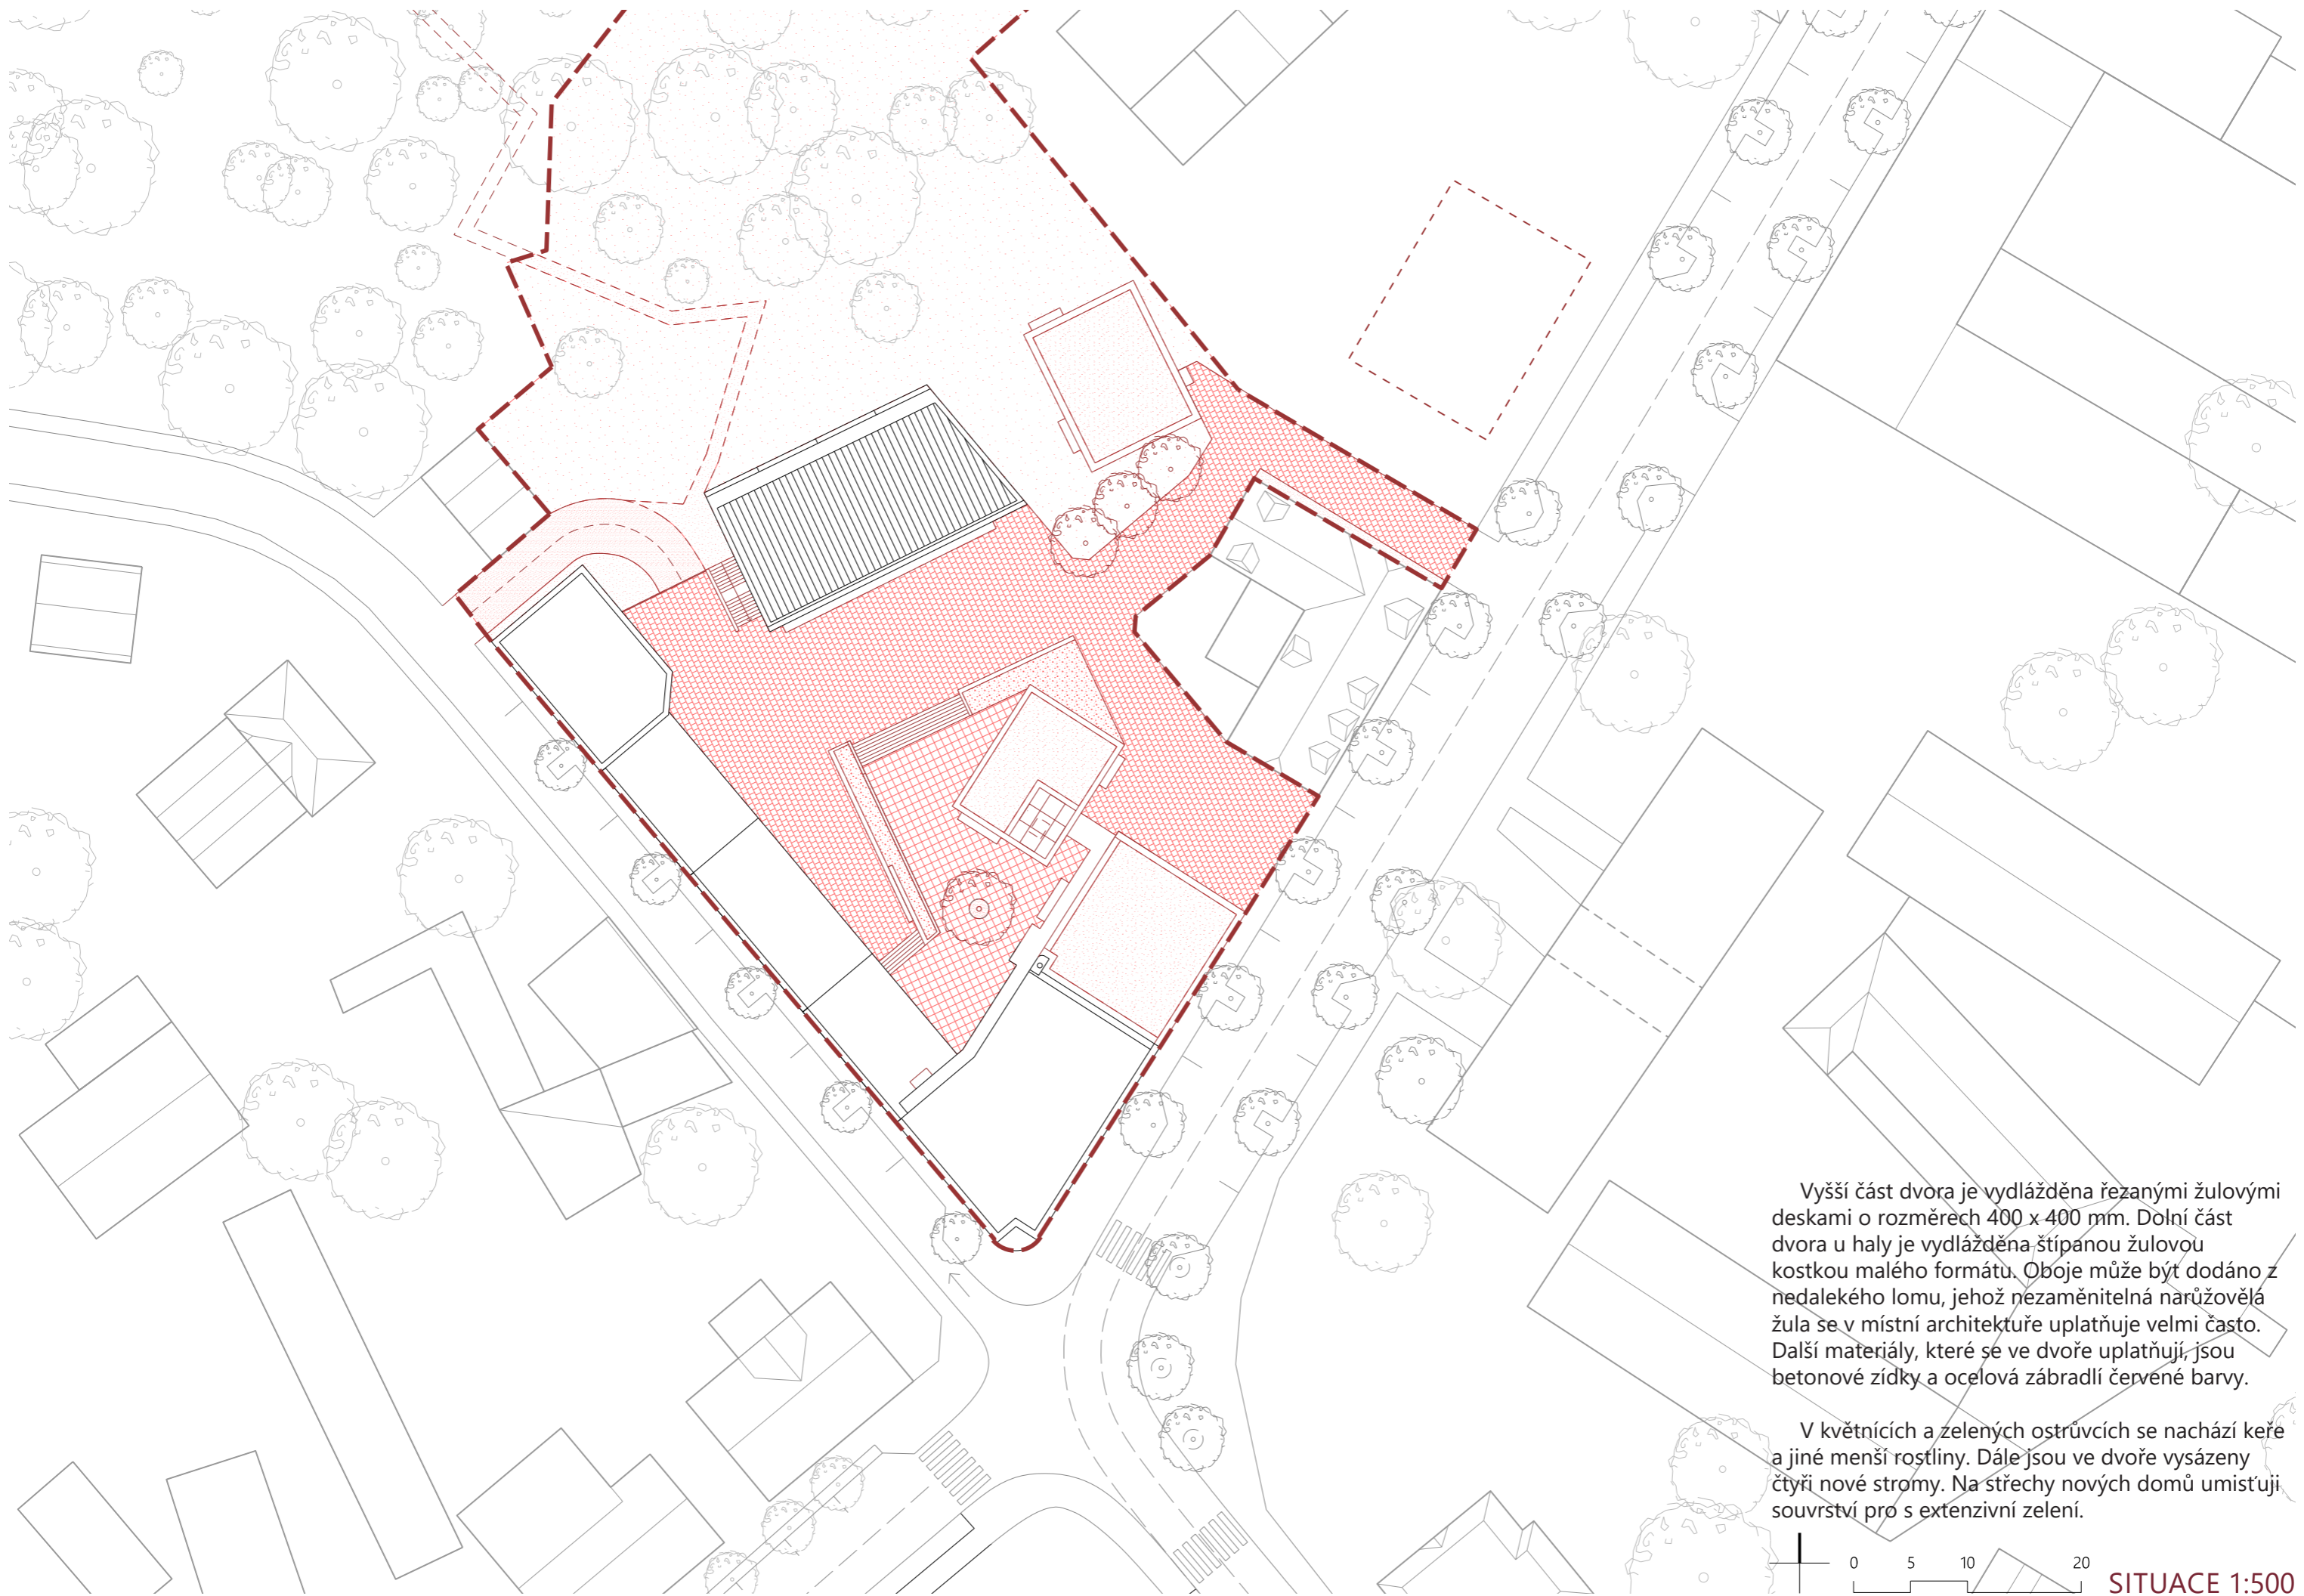 Vyšší část dvora je vydlážděna řezanými žulovými
deskami o rozměrech 400 x 400 mm. Dolní část
dvora u haly je vydlážděna štípanou žulovou
kostkou malého formátu. Oboje může být dodáno z
nedalekého lomu, jehož nezaměnitelná narůžovělá
žula se v místní architektuře uplatňuje velmi často.
Další materiály, které se ve dvoře uplatňují, jsou
betonové zídky a ocelová zábradlí červené barvy.
V květnících a zelených ostrůvcích se nachází keře
a jiné menší rostliny. Dále jsou ve dvoře vysázeny
čtyři nové stromy. Na střechy nových domů umisťuji
souvrství pro s extenzivní zelení.
0 5 10 20
SITUACE 1:500